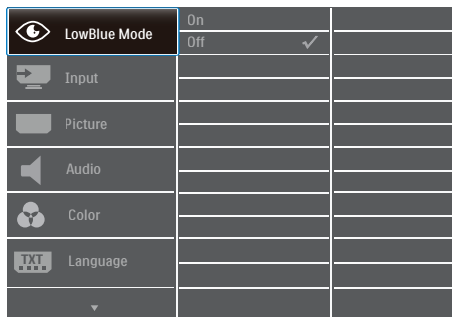 LowBlue Mode
On
Off
Input
Picture
Audio
Color
TXT
Language